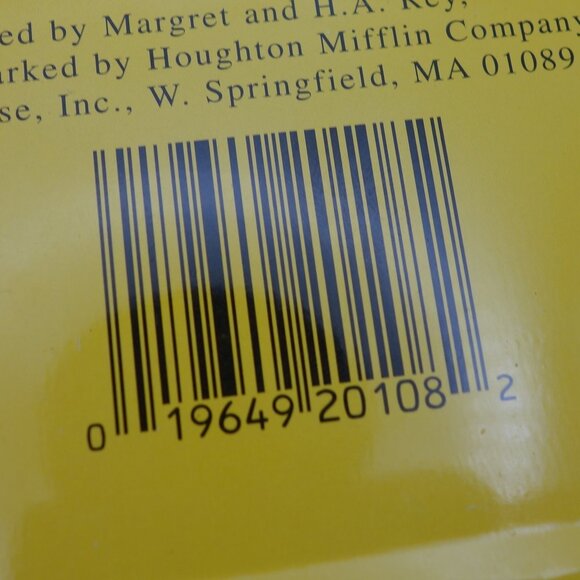 ed by Margret and H.A. Rey,
arked by Houghton Mifflin Company
se, Inc., W. Springfield, MA 01089
0 19649 20108 2